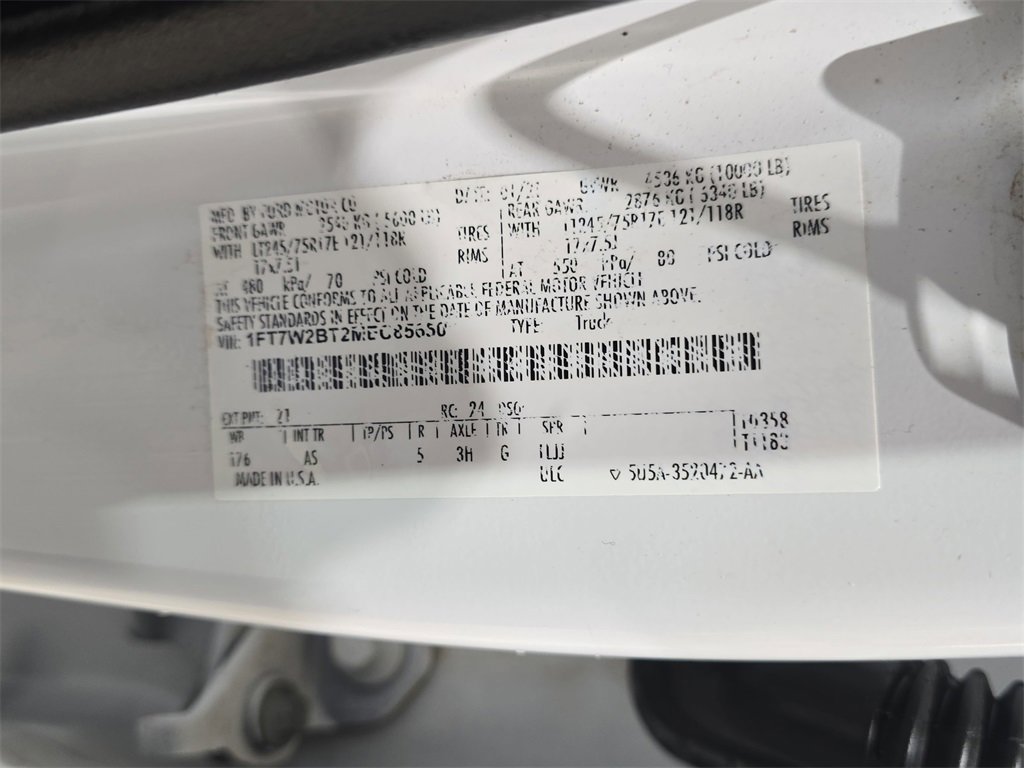 MFD. BY FORD MOTOR CO. DATE: 01/21 GVWR 4536 KG (10000 LB)
FRONT GAWR REAR GAWR 2876 KG (6340 LB)
WITH LT245/75R17E 121/118R TIRES WITH LT245/75R17E 121/118R TIRES
17x7.5J RIMS 17x7.5J RIMS
AT 480 kPa/ 70 PSI COLD AT 550 kPa/ 80 PSI COLD
THIS VEHICLE CONFORMS TO ALL APPLICABLE FEDERAL MOTOR VEHICLE
SAFETY STANDARDS IN EFFECT ON THE DATE OF MANUFACTURE SHOWN ABOVE.
VIN: TYPE: Truck
EXT PNT: Z1 RC: 24 DSO:
WB INT TR TP/PS R AXLE TR SPR
176 AS 5 3H G
MADE IN U.S.A.